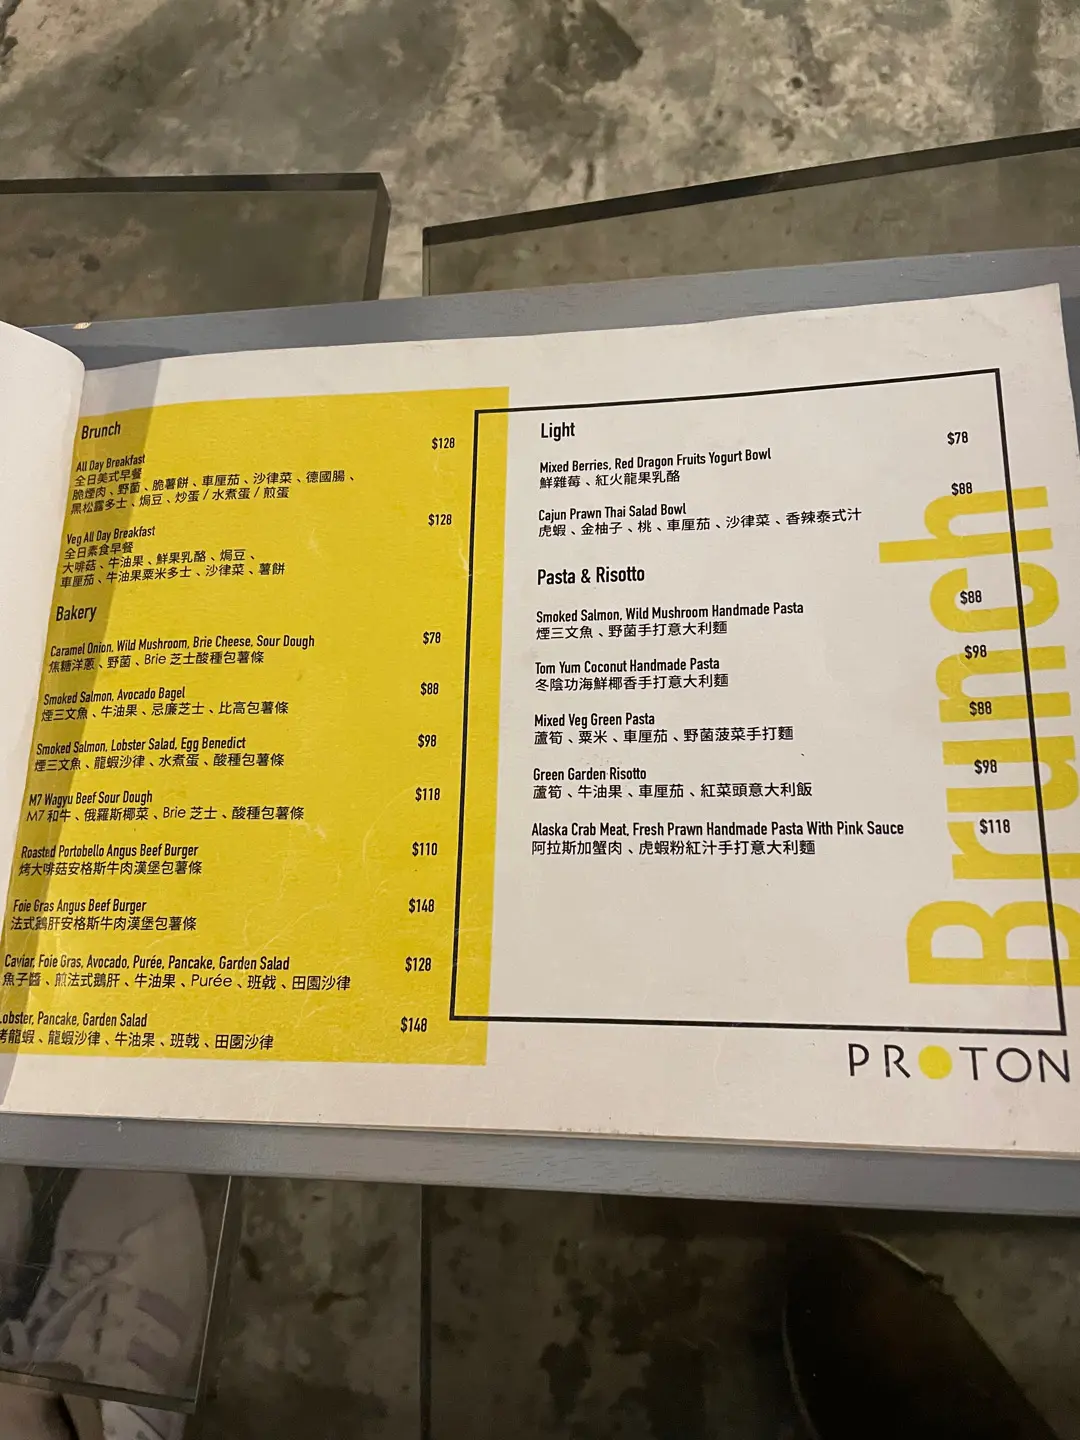 Brunch
All Day Breakfast $128
全日美式早餐
脆煙肉、野菌、脆薯餅、車厘茄、沙律菜、德國腸、
黑松露多士、焗豆、炒蛋 / 水煮蛋 / 煎蛋
Veg All Day Breakfast $128
全日素食早餐
大啡菇、牛油果、鮮果乳酪、焗豆、
車厘茄、牛油果粟米多士、沙律菜、薯餅
Bakery
Caramel Onion, Wild Mushroom, Brie Cheese, Sour Dough $78
焦糖洋蔥、野菌、Brie 芝士酸種包薯條
Smoked Salmon, Avocado Bagel $88
煙三文魚、牛油果、忌廉芝士、比高包薯條
Smoked Salmon, Lobster Salad, Egg Benedict $98
煙三文魚、龍蝦沙律、水煮蛋、酸種包薯條
M7 Wagyu Beef Sour Dough $118
M7 和牛、俄羅斯椰菜、Brie 芝士、酸種包薯條
Roasted Portobello Angus Beef Burger $110
烤大啡菇安格斯牛肉漢堡包薯條
Foie Gras Angus Beef Burger $148
法式鵝肝安格斯牛肉漢堡包薯條
Caviar, Foie Gras, Avocado, Purée, Pancake, Garden Salad $128
魚子醬、煎法式鵝肝、牛油果、Purée、班戟、田園沙律
Lobster, Pancake, Garden Salad $148
烤龍蝦、龍蝦沙律、牛油果、班戟、田園沙律
Light
Mixed Berries, Red Dragon Fruits Yogurt Bowl $78
鮮雜莓、紅火龍果乳酪
Cajun Prawn Thai Salad Bowl $88
虎蝦、金柚子、桃、車厘茄、沙律菜、香辣泰式汁
Pasta & Risotto
Smoked Salmon, Wild Mushroom Handmade Pasta $88
煙三文魚、野菌手打意大利麵
Tom Yum Coconut Handmade Pasta $98
冬陰功海鮮椰香手打意大利麵
Mixed Veg Green Pasta $88
蘆筍、粟米、車厘茄、野菌菠菜手打麵
Green Garden Risotto $98
蘆筍、牛油果、車厘茄、紅菜頭意大利飯
Alaska Crab Meat, Fresh Prawn Handmade Pasta With Pink Sauce $118
阿拉斯加蟹肉、虎蝦粉紅汁手打意大利麵
Brunch
PROTON